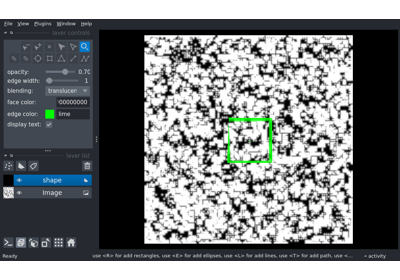 File View Plugins Window Help
layer controls
opacity: 0.70
edge width:
blending: translucen
face color: 00000000
edge color: lime
display text:
layer list
shape
Image
Ready use <R> for add rectangles, use <E> for add ellipses, use <L> for add lines, use <T> for add path, use <... activity